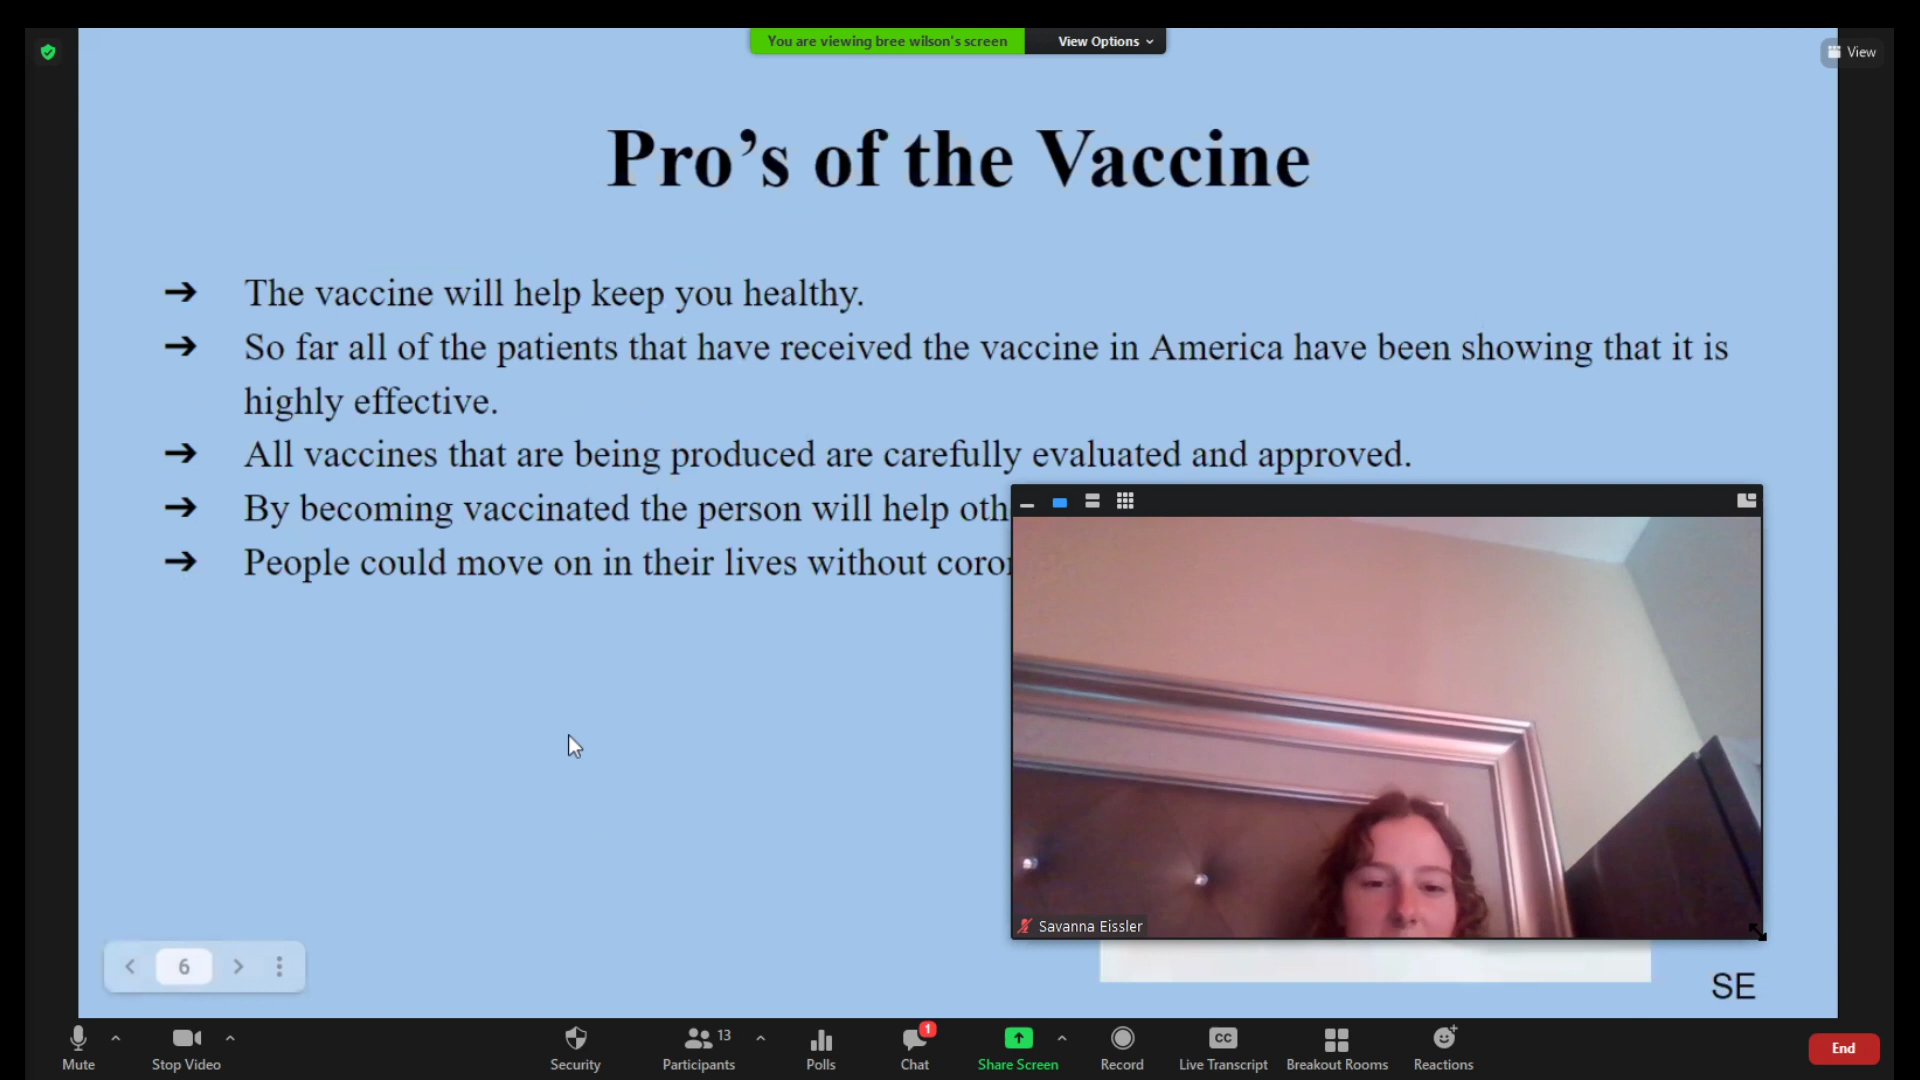 You are viewing bree wilson's screen
View Options
View
Pro’s of the Vaccine
➔ The vaccine will help keep you healthy.
➔ So far all of the patients that have received the vaccine in America have been showing that it is
highly effective.
➔ All vaccines that are being produced are carefully evaluated and approved.
➔ By becoming vaccinated the person will help
➔ People could move on in their lives without
Savanna Eissler
6
SE
Mute
Stop Video
Security
Participants 13
Polls
Chat 1
Share Screen
Record
CC Live Transcript
Breakout Rooms
Reactions
End